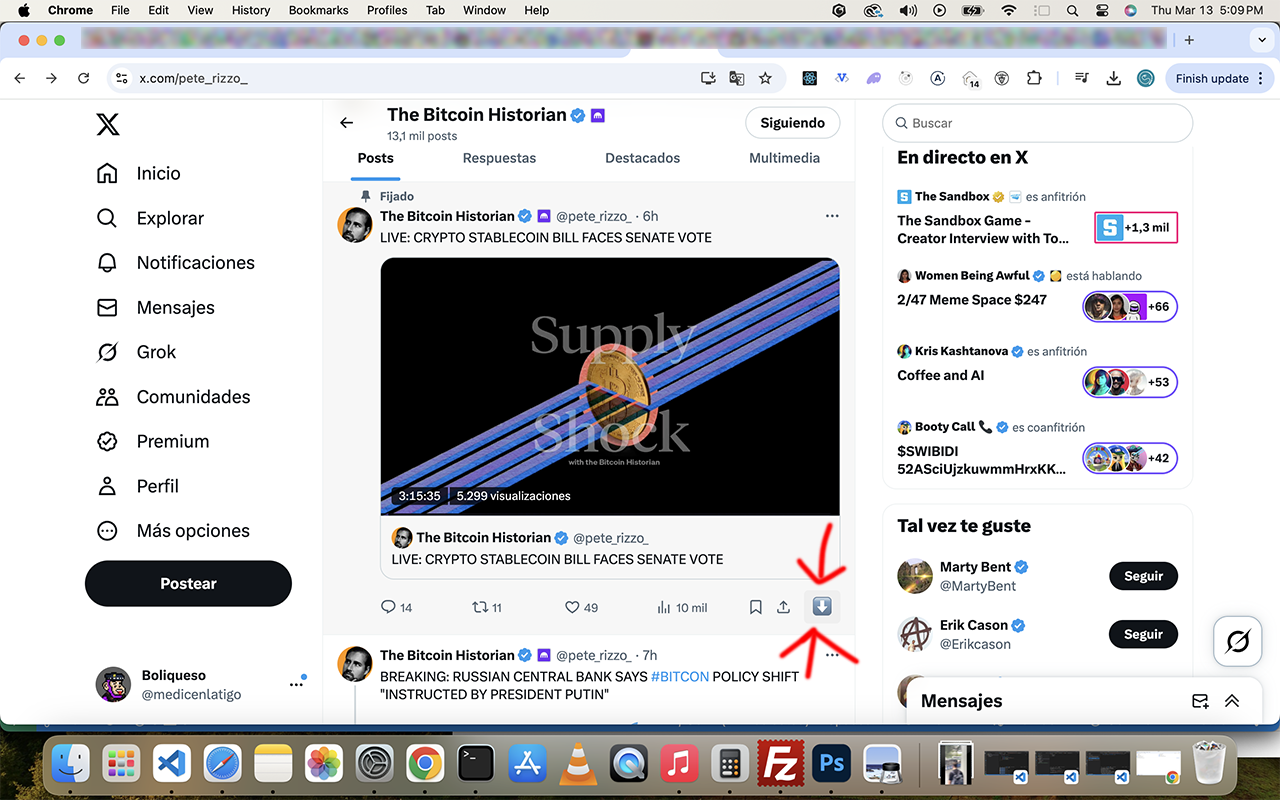 Chrome File Edit View History Bookmarks Profiles Tab Window Help Thu Mar 13 5:09 PM
x.com/pete_rizzo_
14
Finish update
Inicio
Explorar
Notificaciones
Mensajes
Grok
Comunidades
Premium
Perfil
Más opciones
Postear
Boliqueso
@medicenlatigo
The Bitcoin Historian
13,1 mil posts
Siguiendo
Posts Respuestas Destacados Multimedia
Fijado
The Bitcoin Historian @pete_rizzo_ · 6h
LIVE: CRYPTO STABLECOIN BILL FACES SENATE VOTE
Supply
Shock
with the Bitcoin Historian
3:15:35 5.299 visualizaciones
The Bitcoin Historian @pete_rizzo_
LIVE: CRYPTO STABLECOIN BILL FACES SENATE VOTE
14 11 49 10 mil
The Bitcoin Historian @pete_rizzo_ · 7h
BREAKING: RUSSIAN CENTRAL BANK SAYS #BITCOIN POLICY SHIFT
"INSTRUCTED BY PRESIDENT PUTIN"
Buscar
En directo en X
The Sandbox es anfitrión
The Sandbox Game -
Creator Interview with To...
+1,3 mil
Women Being Awful está hablando
2/47 Meme Space $247
+66
Kris Kashtanova es anfitrión
Coffee and AI
+53
Booty Call es coanfitrión
$SWIBIDI
52ASciUjzkuwmmHrxKK...
+42
Tal vez te guste
Marty Bent
@MartyBent
Seguir
Erik Cason
@Erikcason
Seguir
Mensajes
Fz
Ps